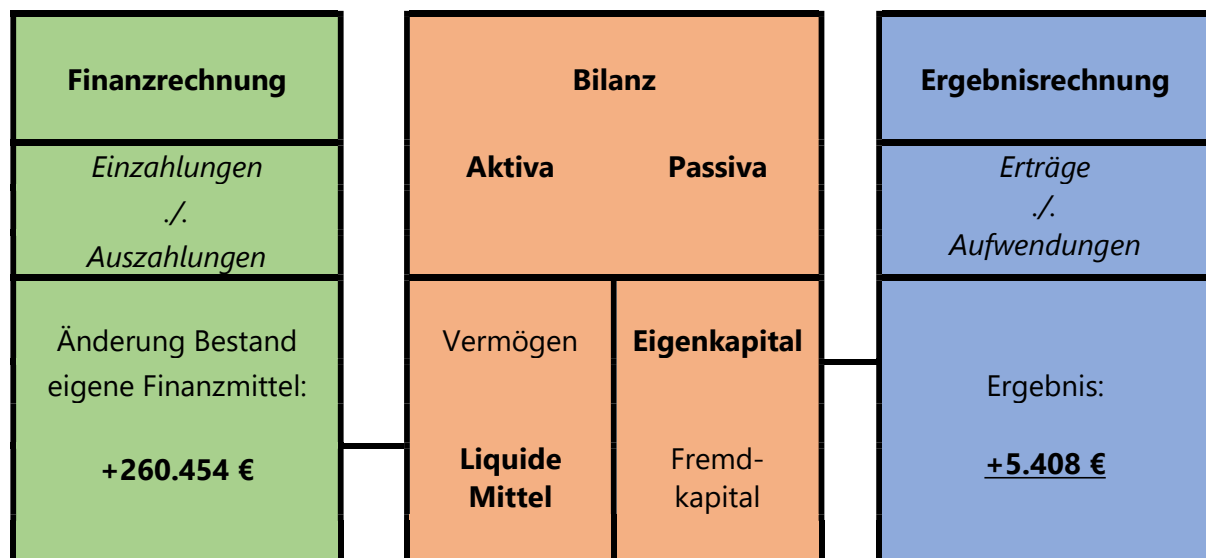 Finanzrechnung
Einzahlungen
./.
Auszahlungen
Änderung Bestand
eigene Finanzmittel:
+260.454 €
Bilanz
Aktiva Passiva
Vermögen Eigenkapital
Liquide Fremd-
Mittel kapital
Ergebnisrechnung
Erträge
./.
Aufwendungen
Ergebnis:
+5.408 €